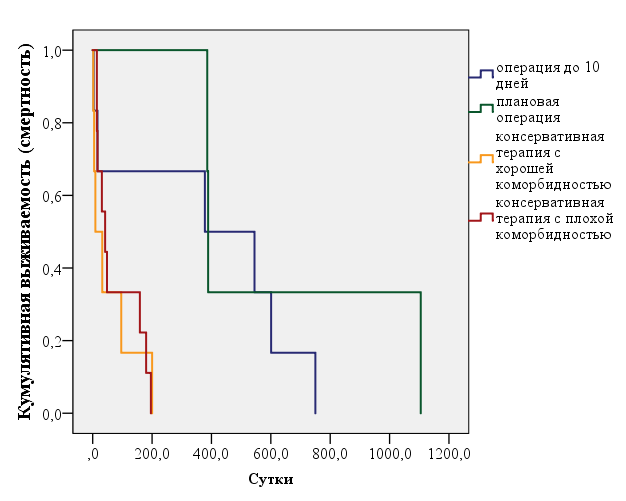 Кумулятивная выживаемость (смертность)
1,0
0,8
0,6
0,4
0,2
0,0
,0 200,0 400,0 600,0 800,0 1000,0 1200,0
Сутки
операция до 10
дней
плановая
операция
консервативная
терапия с
хорошей
коморбидностью
консервативная
терапия с плохой
коморбидностью